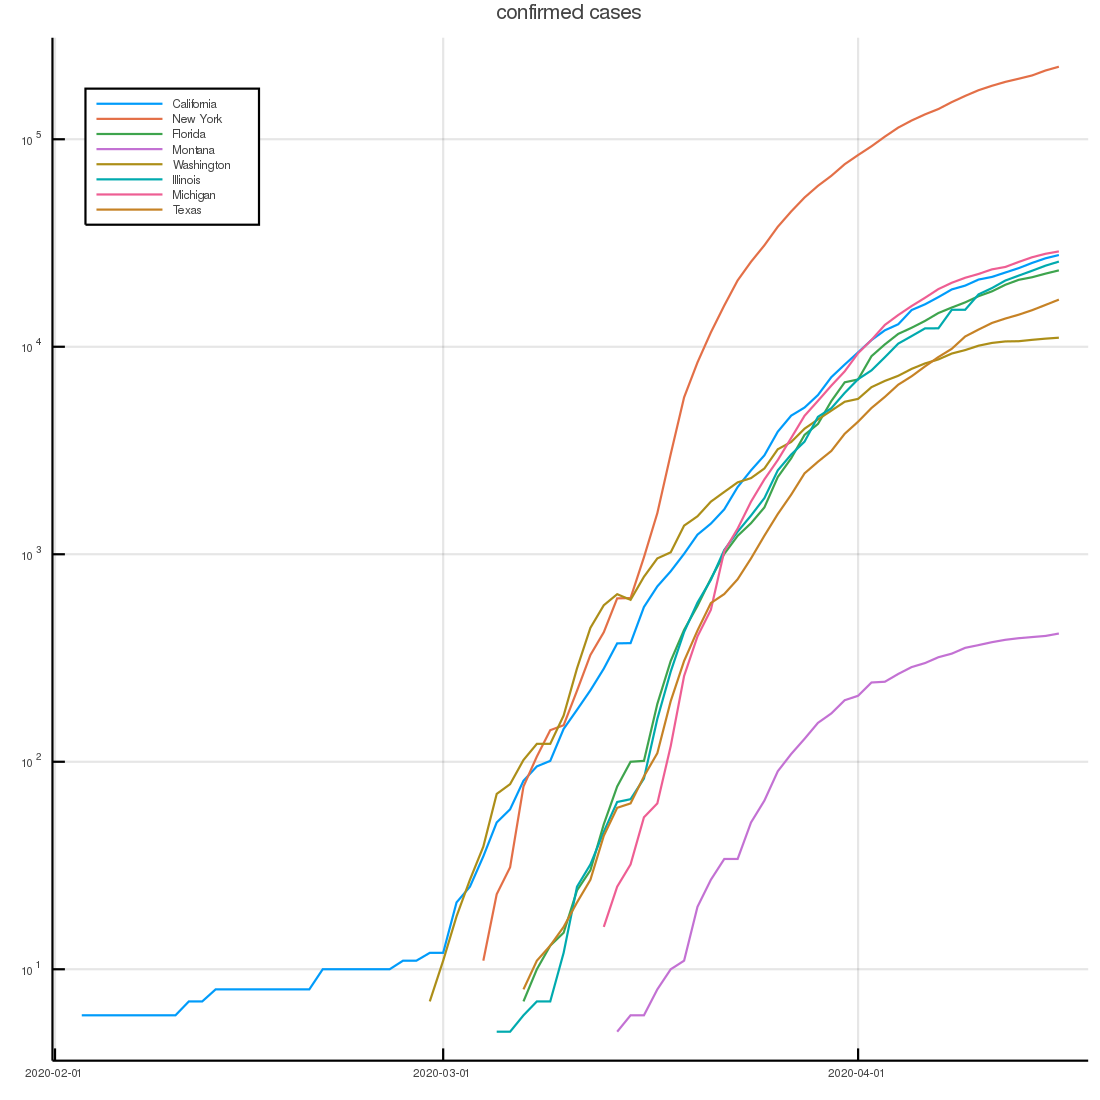 confirmed cases
California
New York
Florida
Montana
Washington
Illinois
Michigan
Texas
10 5
10 4
10 3
10 2
10 1
2020-02-01 2020-03-01 2020-04-01